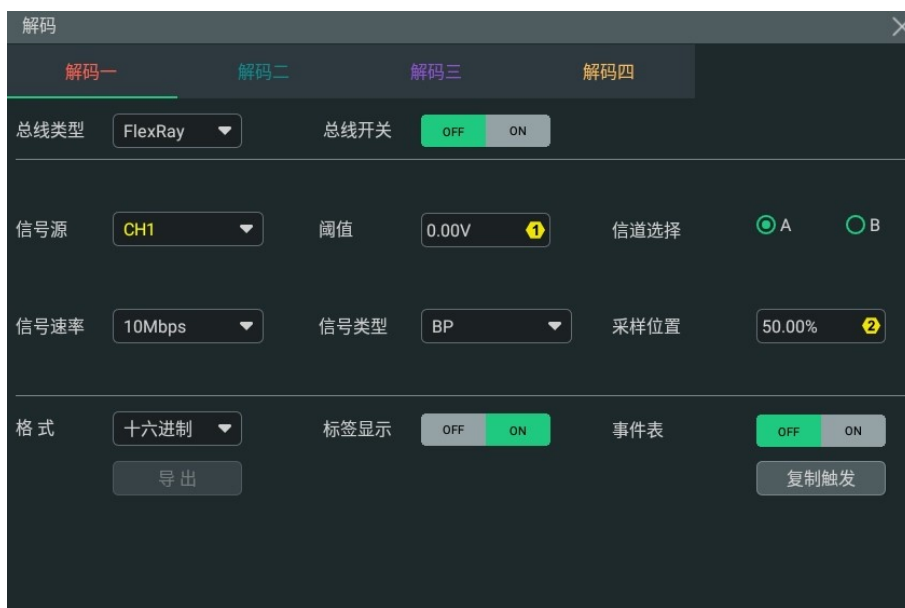 解码
解码一 解码二 解码三 解码四
总线类型 FlexRay 总线开关 OFF ON
信号源 CH1 阈值 0.00V 1 信道选择 A B
信号速率 10Mbps 信号类型 BP 采样位置 50.00% 2
格式 十六进制 标签显示 OFF ON 事件表 OFF ON
导出 复制触发